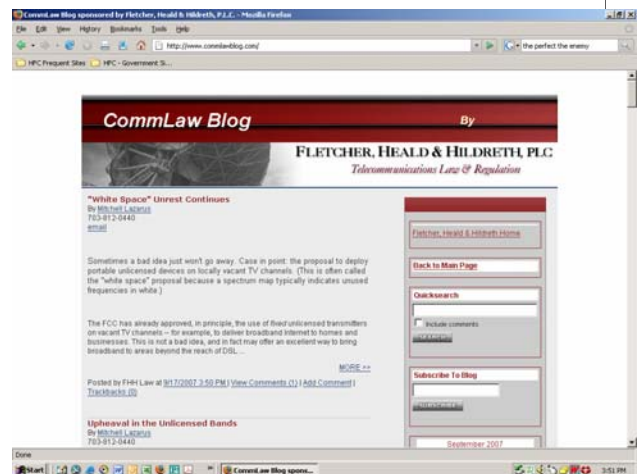 CommLaw Blog sponsored by Fletcher, Heald & Hildreth, P.L.C. - Mozilla Firefox
File Edit View History Bookmarks Tools Help
http://www.commlawblog.com/
the perfect the enemy
HPC Frequent Sites HPC - Government Si...
CommLaw Blog
By
FLETCHER, HEALD & HILDRETH, PLC
Telecommunications Law & Regulation
"White Space" Unrest Continues
By Mitchell Lazarus
703-812-0440
email
Sometimes a bad idea just won't go away. Case in point: the proposal to deploy
portable unlicensed devices on locally vacant TV channels. (This is often called
the "white space" proposal because a spectrum map typically indicates unused
frequencies in white.)
The FCC has already approved, in principle, the use of fixed unlicensed transmitters
on vacant TV channels -- for example, to deliver broadband Internet to homes and
businesses. This is not a bad idea, and in fact may offer an excellent way to bring
broadband to areas beyond the reach of DSL ...
MORE >>
Posted by FHH Law at 9/17/2007 3:50 PM | View Comments (1) | Add Comment |
Trackbacks (0)
Upheaval in the Unlicensed Bands
By Mitchell Lazarus
703-812-0440
Fletcher, Heald & Hildreth Home
Back to Main Page
Quicksearch
Include comments
SEARCH
Subscribe To Blog
SUBSCRIBE
September 2007
Done
Start
CommLaw Blog spons...
3:51 PM